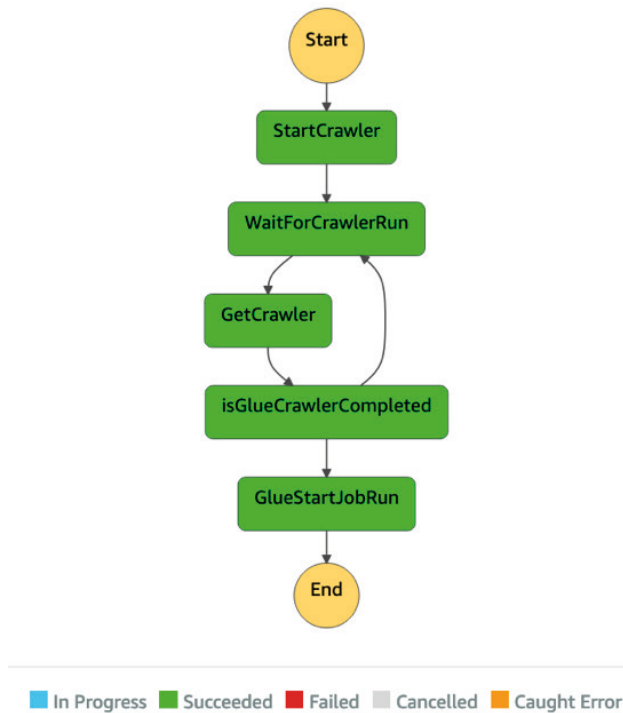 Start
StartCrawler
WaitForCrawlerRun
GetCrawler
isGlueCrawlerCompleted
GlueStartJobRun
End
In Progress Succeeded Failed Cancelled Caught Error